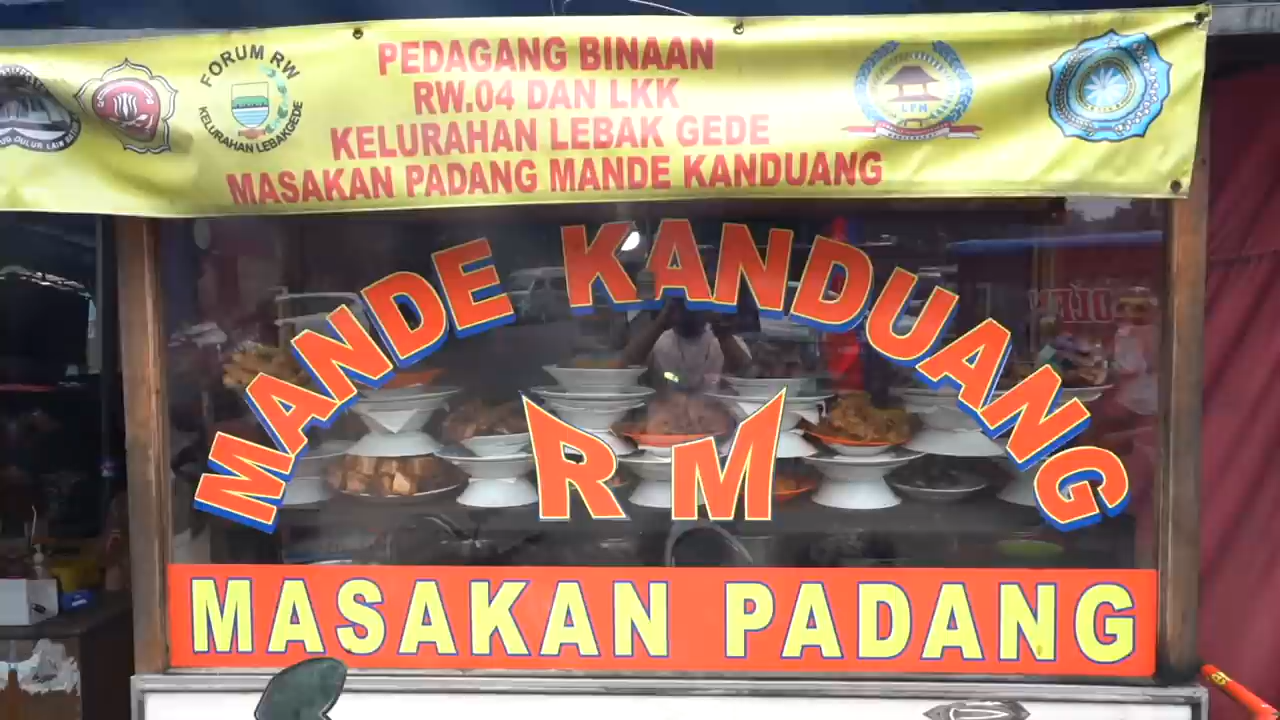 FORUM RW
KELURAHAN LEBAKGEDE
PEDAGANG BINAAN
RW.04 DAN LKK
KELURAHAN LEBAK GEDE
MASAKAN PADANG MANDE KANDUANG
LPM
MANDE KANDUANG
RM
MASAKAN PADANG